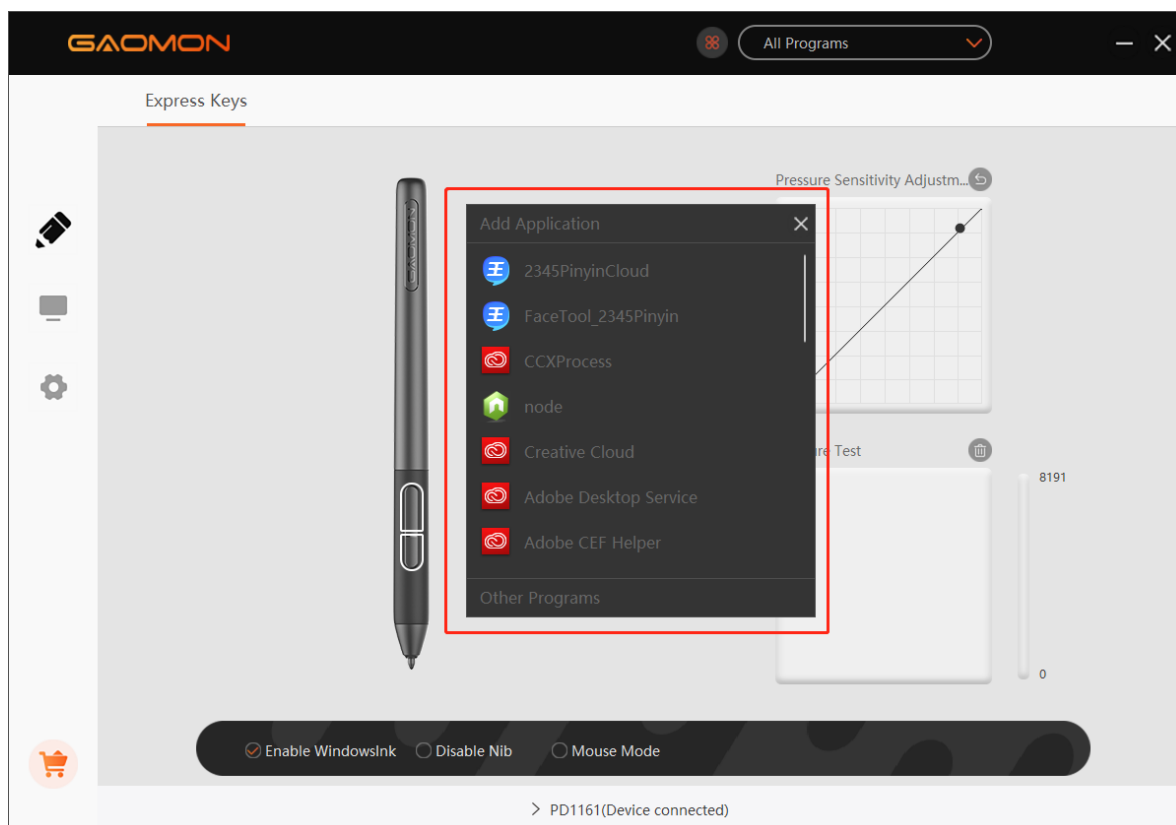 GAOMON
All Programs
Express Keys
GAOMON
Pressure Sensitivity Adjustm...
Add Application
2345PinyinCloud
FaceTool_2345Pinyin
CCXProcess
node
Creative Cloud
Adobe Desktop Service
Adobe CEF Helper
Other Programs
Test
8191
0
Enable WindowsInk
Disable Nib
Mouse Mode
PD1161(Device connected)